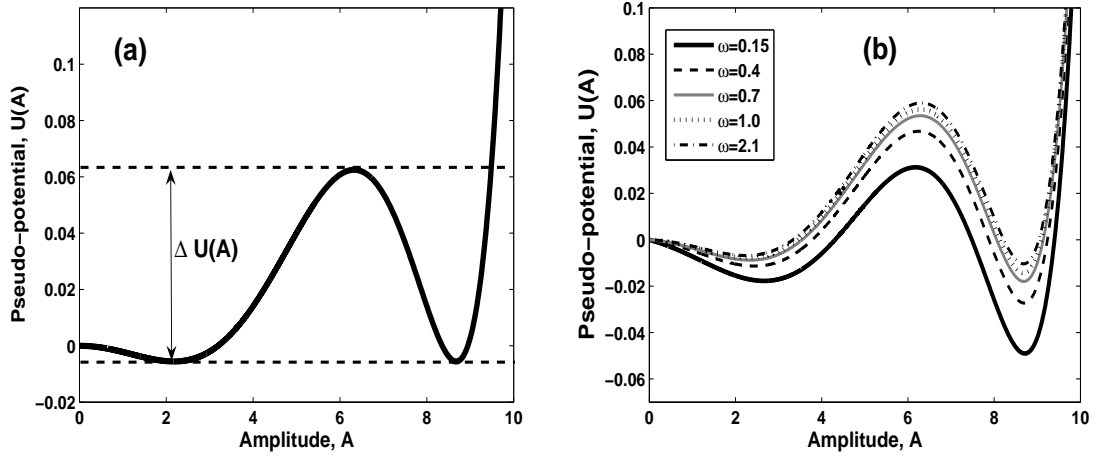 (a)
Pseudo-potential, U(A)
0.1
0.08
0.06
0.04
0.02
0
-0.02
Δ U(A)
0
2
4
6
8
10
Amplitude, A
(b)
Pseudo-potential, U(A)
0.1
0.08
0.06
0.04
0.02
0
-0.02
-0.04
-0.06
ω=0.15
ω=0.4
ω=0.7
ω=1.0
ω=2.1
0
2
4
6
8
10
Amplitude, A